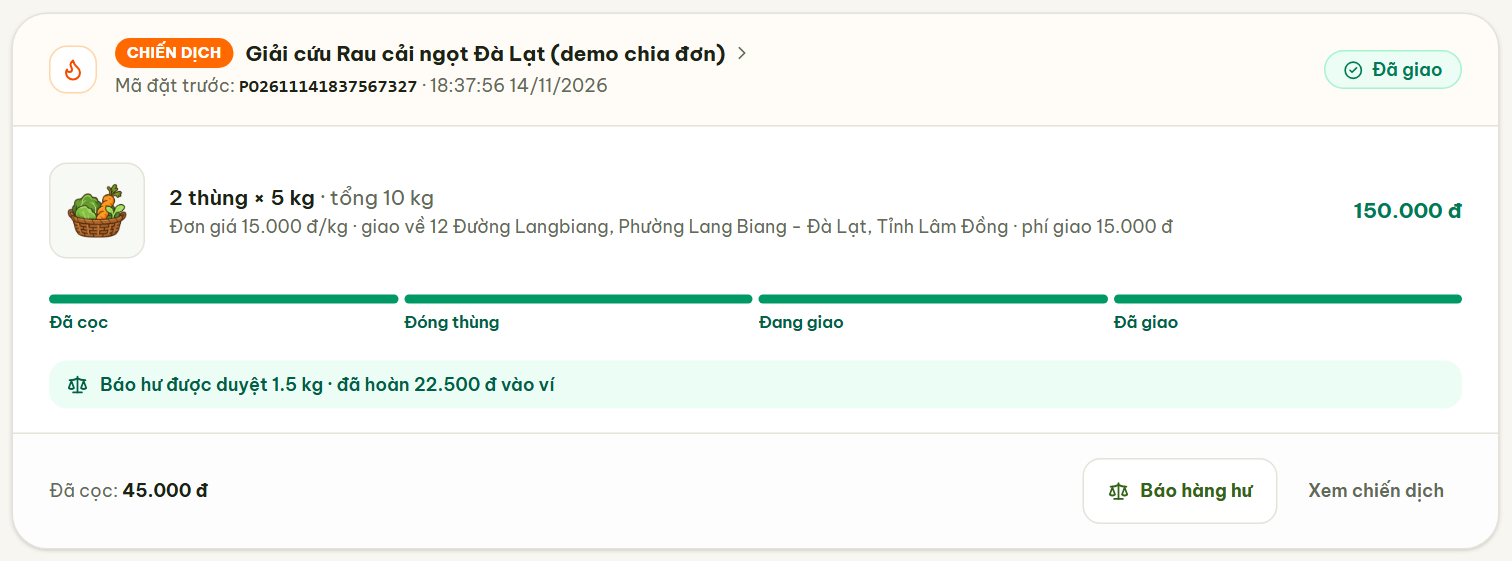 CHIẾN DỊCH Giải cứu Rau cải ngọt Đà Lạt (demo chia đơn)
Mã đặt trước: PO26111141837567327 · 18:37:56 14/11/2026
Đã giao
2 thùng × 5 kg · tổng 10 kg
Đơn giá 15.000 đ/kg · giao về 12 Đường Langbiang, Phường Lang Biang - Đà Lạt, Tỉnh Lâm Đồng · phí giao 15.000 đ
150.000 đ
Đã cọc
Đóng thùng
Đang giao
Đã giao
Báo hư được duyệt 1.5 kg · đã hoàn 22.500 đ vào ví
Đã cọc: 45.000 đ
Báo hàng hư
Xem chiến dịch